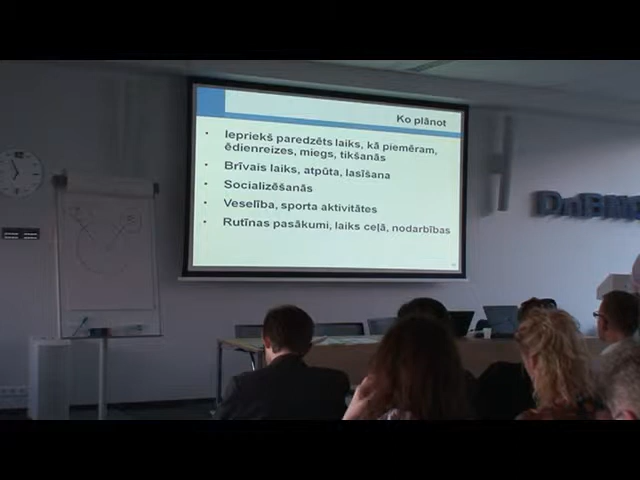 Ko plānot
• Iepriekš paredzēts laiks, kā piemēram,
ēdienreizes, miegs, tikšanās
• Brīvais laiks, atpūta, lasīšana
• Socializēšanās
• Veselība, sporta aktivitātes
• Rutīnas pasākumi, laiks ceļā, nodarbības